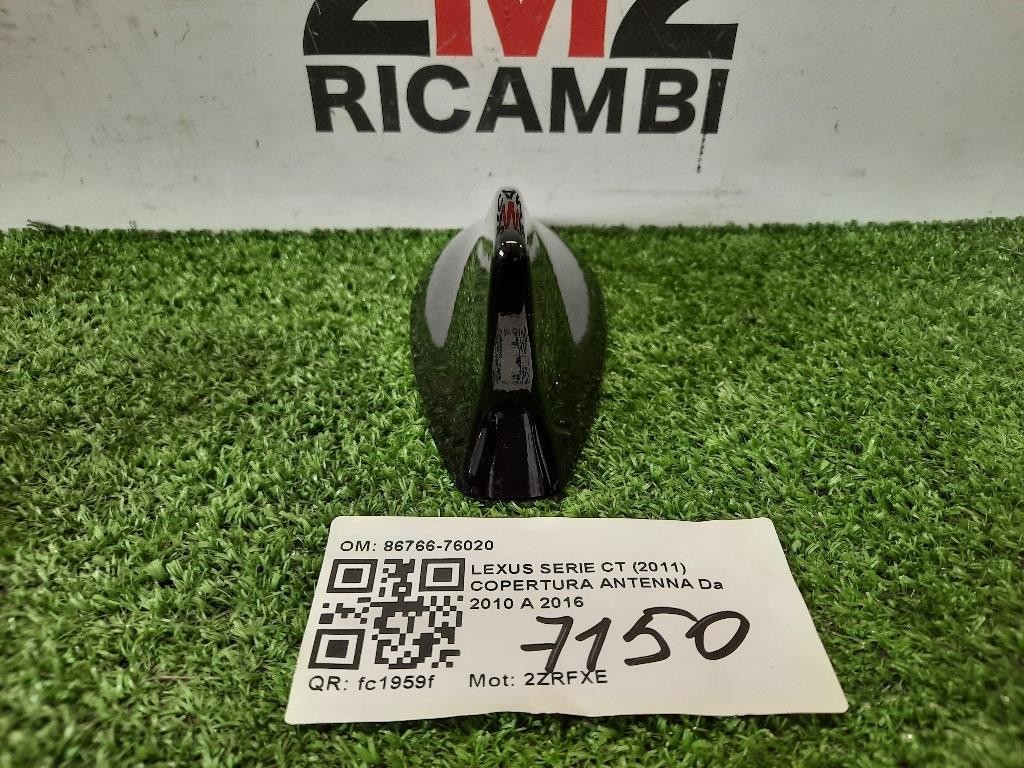 2M2
RICAMBI
OM: 86766-76020
LEXUS SERIE CT (2011)
COPERTURA ANTENNA Da
2010 A 2016
7150
QR: fc1959f Mot: 2ZRFXE